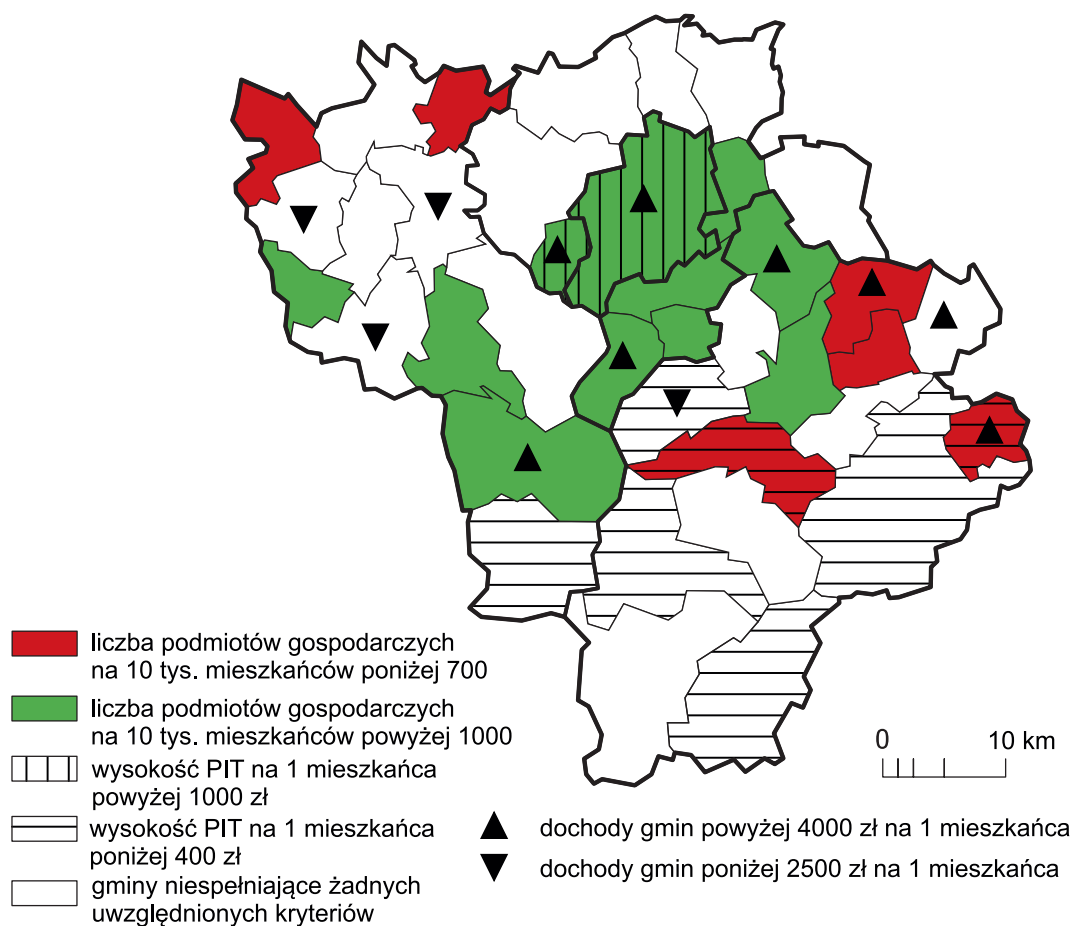 liczba podmiotów gospodarczych
na 10 tys. mieszkańców poniżej 700
liczba podmiotów gospodarczych
na 10 tys. mieszkańców powyżej 1000
wysokość PIT na 1 mieszkańca
powyżej 1000 zł
wysokość PIT na 1 mieszkańca
poniżej 400 zł
gminy niespełniające żadnych
uwzględnionych kryteriów
0 10 km
dochody gmin powyżej 4000 zł na 1 mieszkańca
dochody gmin poniżej 2500 zł na 1 mieszkańca